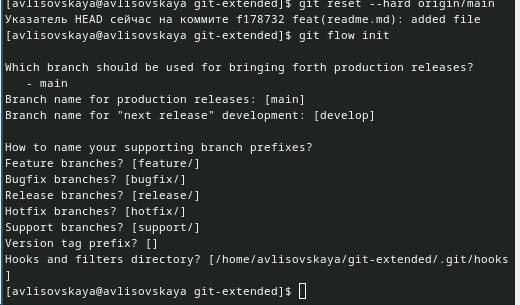 [avlisovskaya@avlisovskaya git-extended]$ git reset --hard origin/main
Указатель HEAD сейчас на коммите f178732 feat(readme.md): added file
[avlisovskaya@avlisovskaya git-extended]$ git flow init
Which branch should be used for bringing forth production releases?
- main
Branch name for production releases: [main]
Branch name for "next release" development: [develop]
How to name your supporting branch prefixes?
Feature branches? [feature/]
Bugfix branches? [bugfix/]
Release branches? [release/]
Hotfix branches? [hotfix/]
Support branches? [support/]
Version tag prefix? []
Hooks and filters directory? [/home/avlisovskaya/git-extended/.git/hooks
]
[avlisovskaya@avlisovskaya git-extended]$